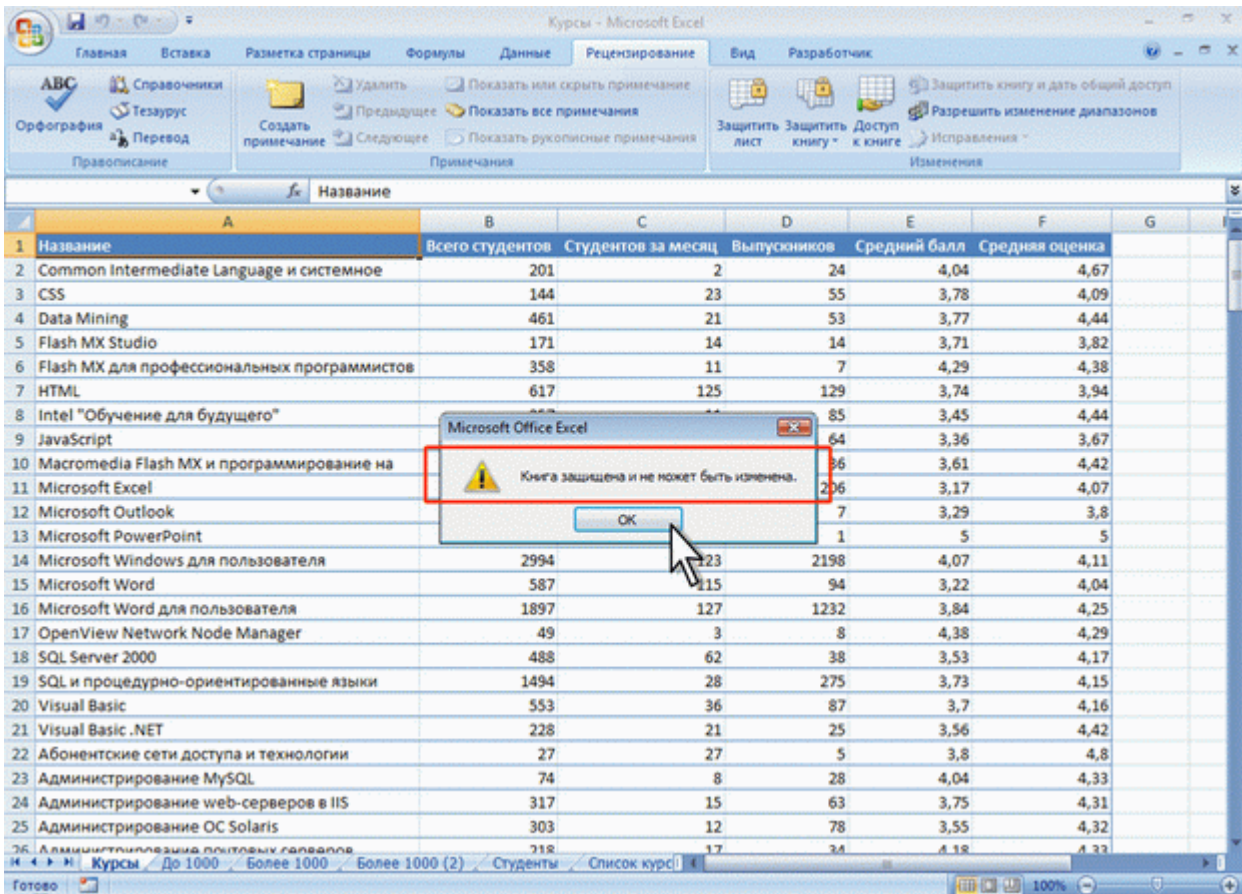 Курсы - Microsoft Excel
Главная Вставка Разметка страницы Формулы Данные Рецензирование Вид Разработчик
ABC Справочники Удалить Показать или скрыть примечание Защитить книгу и дать общий доступ
Тезаурус Предыдущее Показать все примечания Разрешить изменение диапазонов
Орфография Перевод Создать примечание Следующее Показать рукописные примечания Защитить лист Защитить книгу Доступ к книге Исправления
Правописание Примечания Изменения
fx Название
A B C D E F G
1 Название Всего студентов Студентов за месяц Выпускников Средний балл Средняя оценка
2 Common Intermediate Language и системное 201 2 24 4,04 4,67
3 CSS 144 23 55 3,78 4,09
4 Data Mining 461 21 53 3,77 4,44
5 Flash MX Studio 171 14 14 3,71 3,82
6 Flash MX для профессиональных программистов 358 11 7 4,29 4,38
7 HTML 617 125 129 3,74 3,94
8 Intel "Обучение для будущего" 85 3,45 4,44
Microsoft Office Excel
9 JavaScript 64 3,36 3,67
10 Macromedia Flash MX и программирование на 3,61 4,42
Книга защищена и не может быть изменена.
11 Microsoft Excel 206 3,17 4,07
12 Microsoft Outlook 7 3,29 3,8
OK
13 Microsoft PowerPoint 1 5 5
14 Microsoft Windows для пользователя 2994 123 2198 4,07 4,11
15 Microsoft Word 587 115 94 3,22 4,04
16 Microsoft Word для пользователя 1897 127 1232 3,84 4,25
17 OpenView Network Node Manager 49 3 8 4,38 4,29
18 SQL Server 2000 488 62 38 3,53 4,17
19 SQL и процедурно-ориентированные языки 1494 28 275 3,73 4,15
20 Visual Basic 553 36 87 3,7 4,16
21 Visual Basic .NET 228 21 25 3,56 4,42
22 Абонентские сети доступа и технологии 27 27 5 3,8 4,8
23 Администрирование MySQL 74 8 28 4,04 4,33
24 Администрирование web-серверов в IIS 317 15 63 3,75 4,31
25 Администрирование ОС Solaris 303 12 78 3,55 4,32
26 Администрирование почтовых серверов 218 17 34 4,18 4,33
Курсы До 1000 Более 1000 Более 1000 (2) Студенты Список курс
Готово 100%